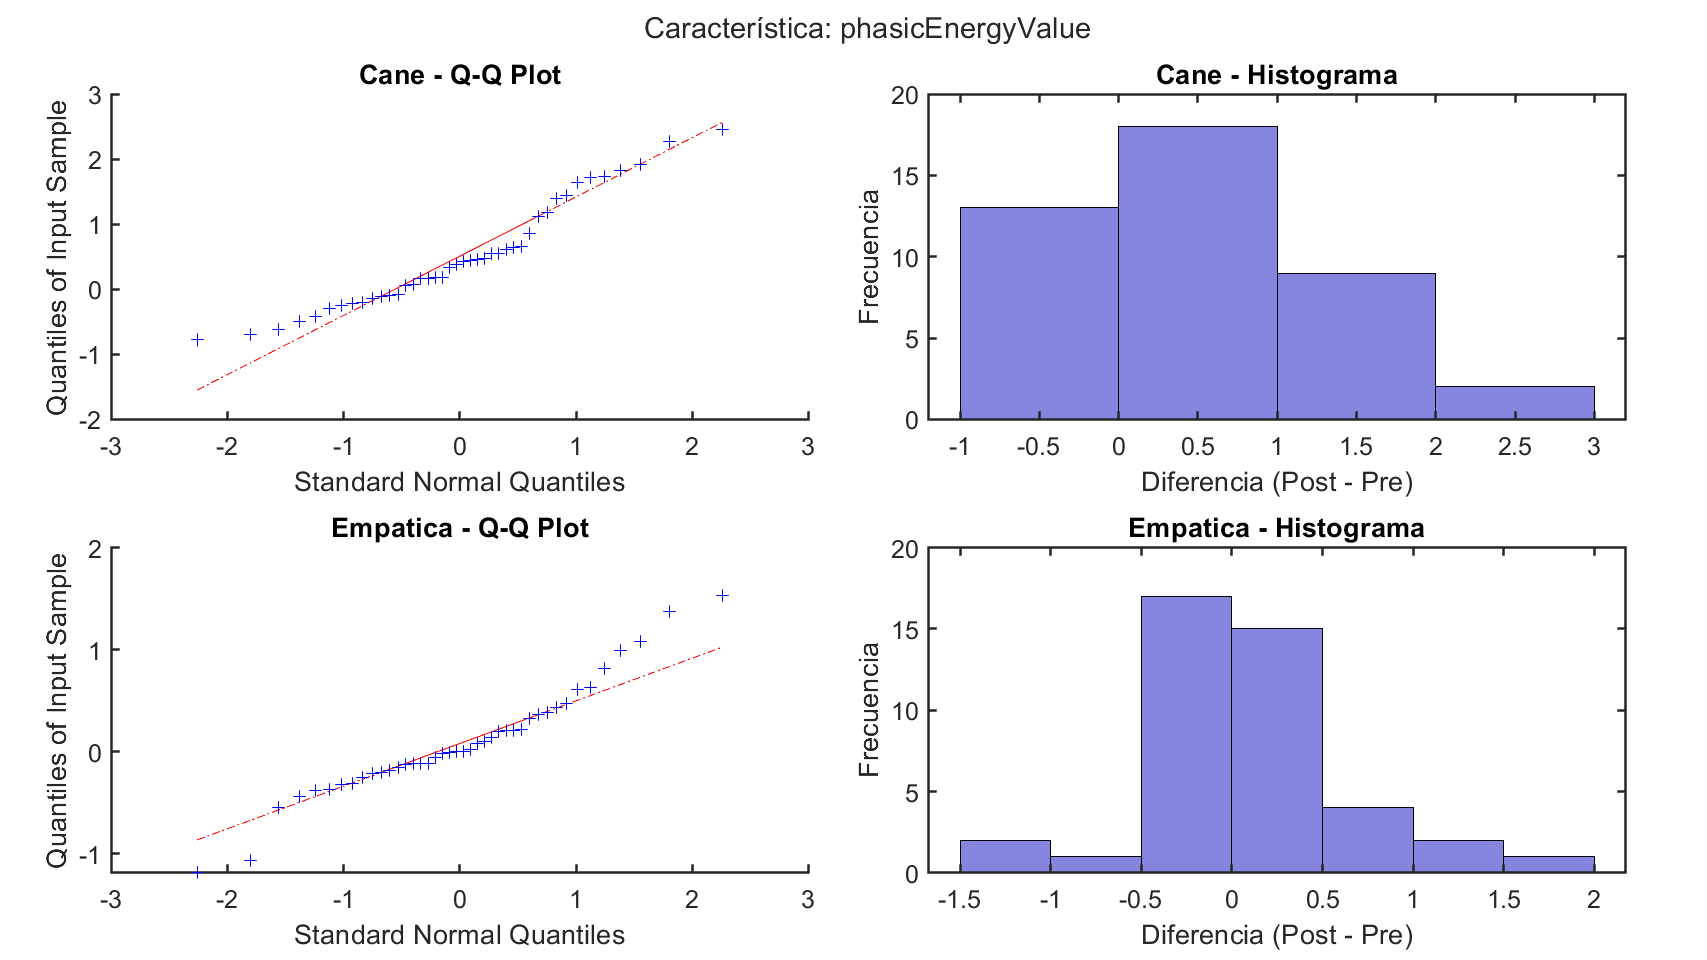 Característica: phasicEnergyValue
Cane - Q-Q Plot
Quantiles of Input Sample
3
2
1
0
-1
-2
-3 -2 -1 0 1 2 3
Standard Normal Quantiles
Cane - Histograma
Frecuencia
20
15
10
5
0
-1 -0.5 0 0.5 1 1.5 2 2.5 3
Diferencia (Post - Pre)
Empatica - Q-Q Plot
Quantiles of Input Sample
2
1
0
-1
-3 -2 -1 0 1 2 3
Standard Normal Quantiles
Empatica - Histograma
Frecuencia
20
15
10
5
0
-1.5 -1 -0.5 0 0.5 1 1.5 2
Diferencia (Post - Pre)